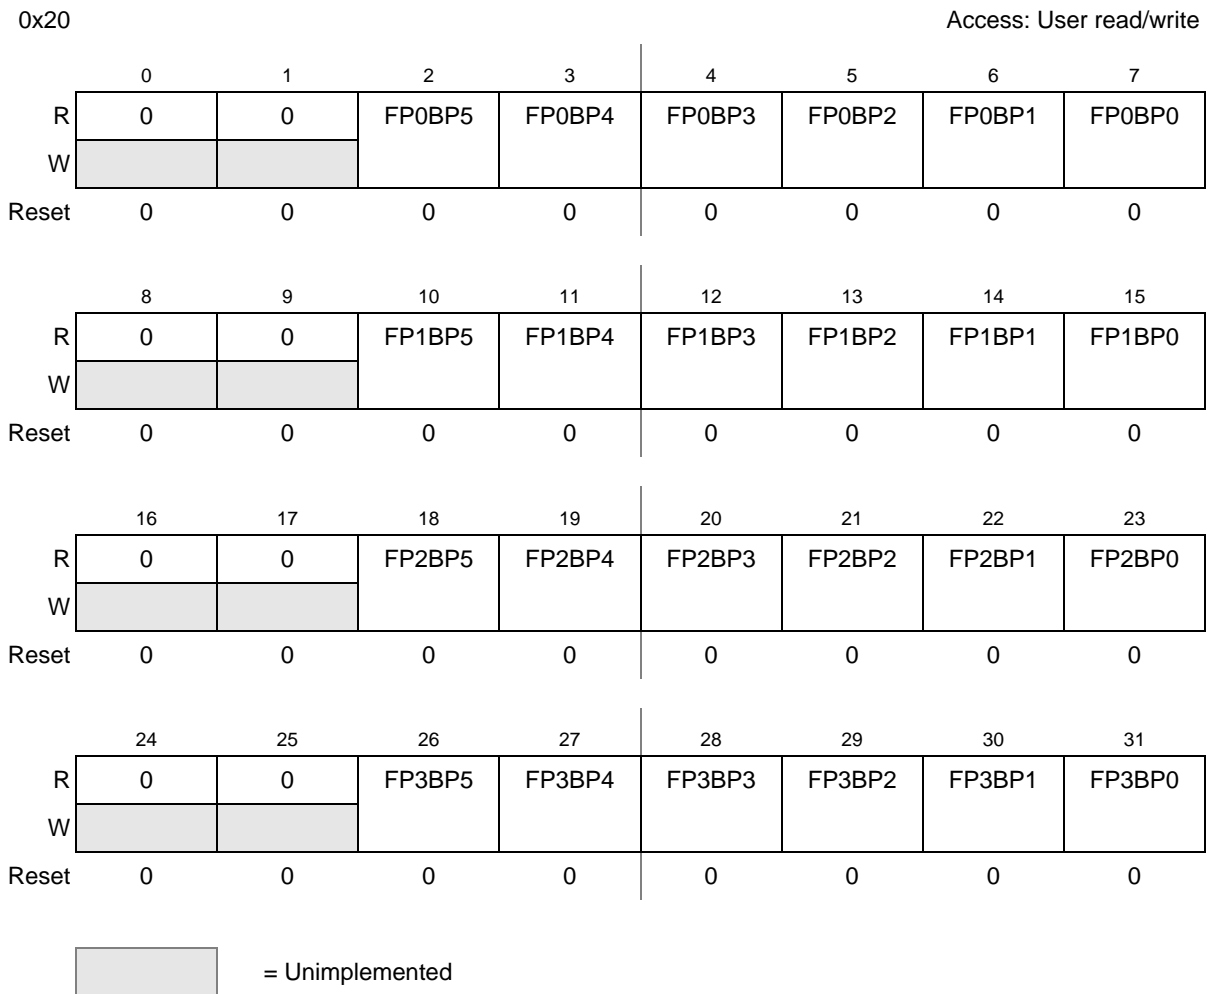 0x20 Access: User read/write
0 1 2 3 4 5 6 7
R 0 0 FP0BP5 FP0BP4 FP0BP3 FP0BP2 FP0BP1 FP0BP0
W
Reset 0 0 0 0 0 0 0 0
8 9 10 11 12 13 14 15
R 0 0 FP1BP5 FP1BP4 FP1BP3 FP1BP2 FP1BP1 FP1BP0
W
Reset 0 0 0 0 0 0 0 0
16 17 18 19 20 21 22 23
R 0 0 FP2BP5 FP2BP4 FP2BP3 FP2BP2 FP2BP1 FP2BP0
W
Reset 0 0 0 0 0 0 0 0
24 25 26 27 28 29 30 31
R 0 0 FP3BP5 FP3BP4 FP3BP3 FP3BP2 FP3BP1 FP3BP0
W
Reset 0 0 0 0 0 0 0 0
= Unimplemented